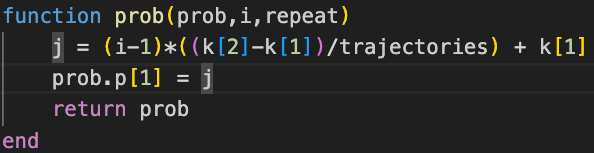 function prob(prob,i,repeat)
j = (i-1)*((k[2]-k[1])/trajectories) + k[1]
prob.p[1] = j
return prob
end